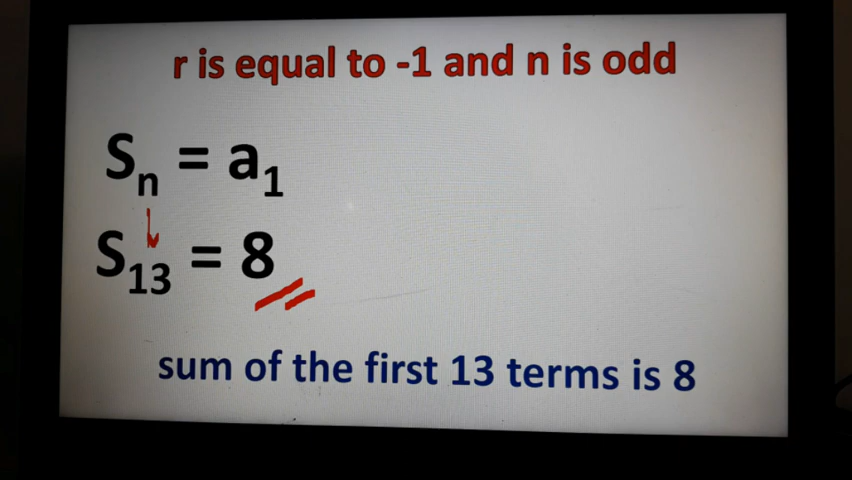 r is equal to -1 and n is odd
Sₙ = a₁
S₁₃ = 8
sum of the first 13 terms is 8